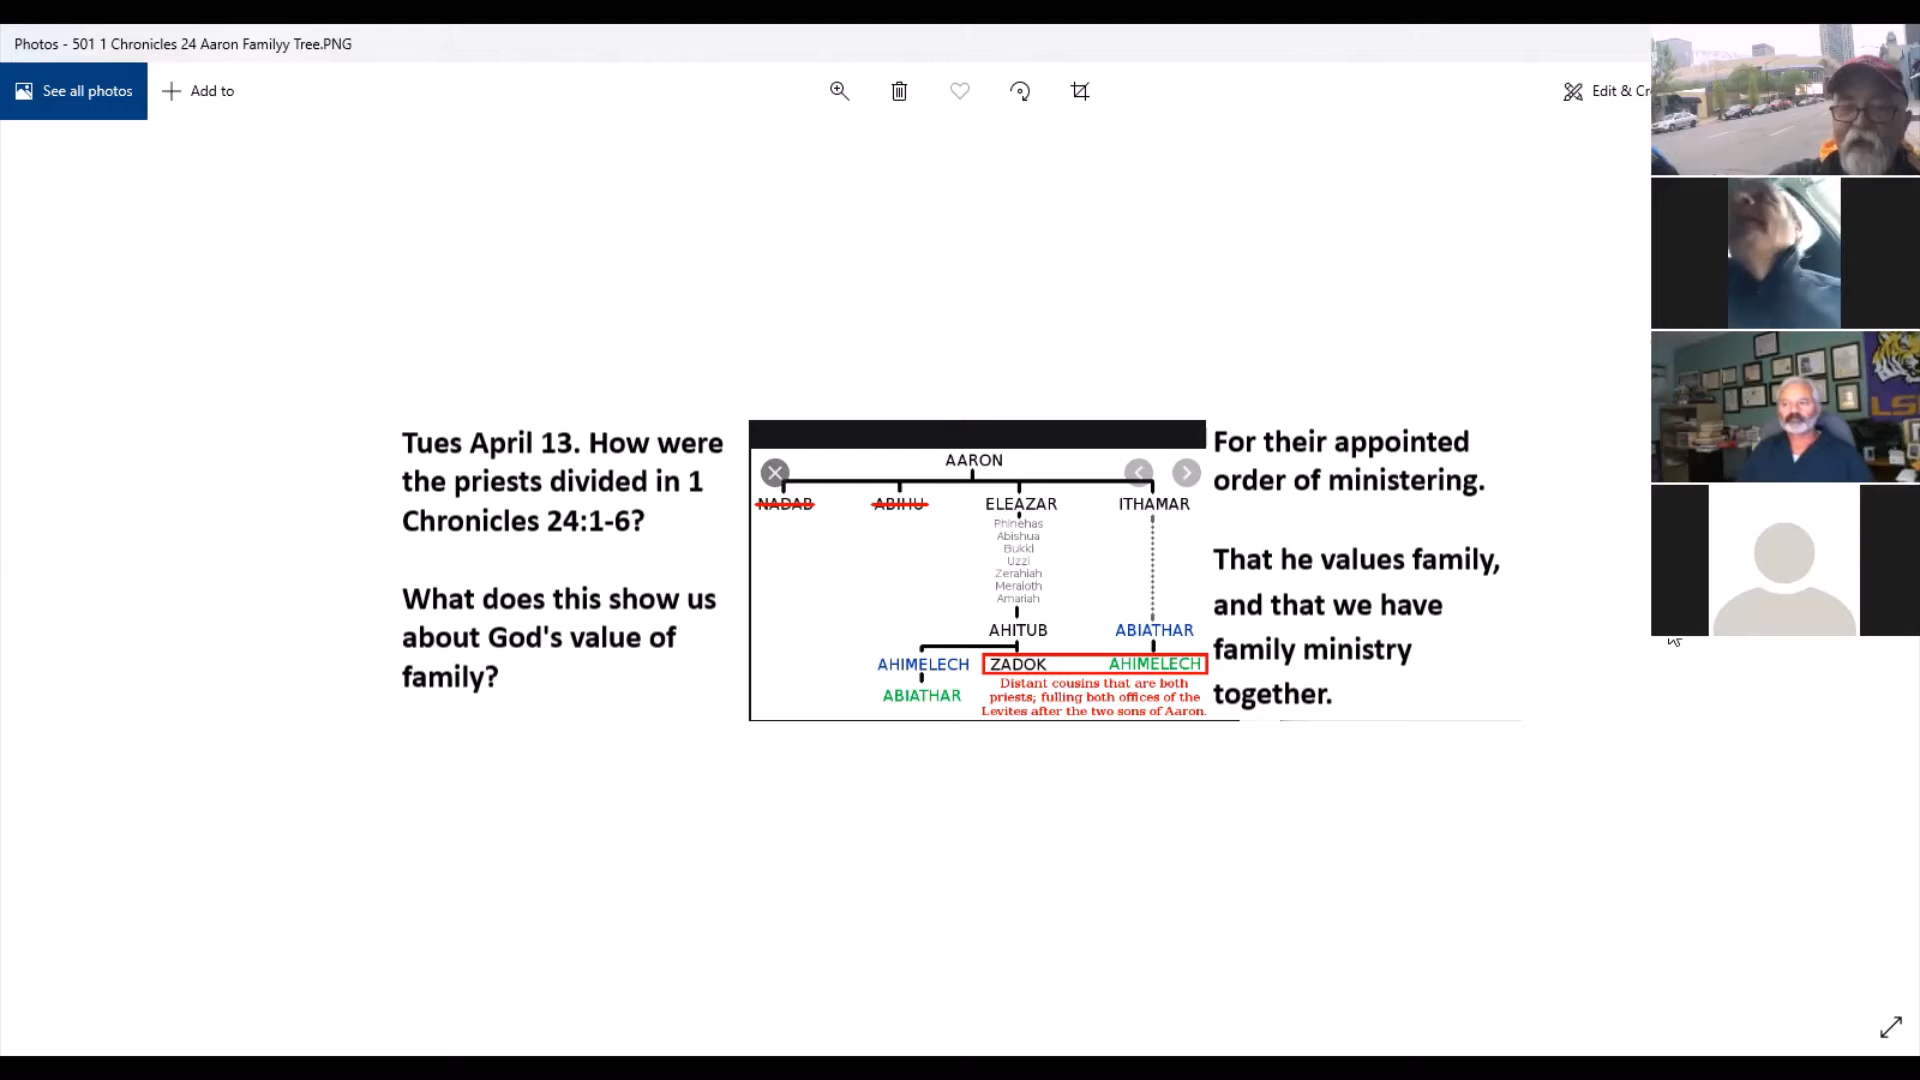 Photos - 501 1 Chronicles 24 Aaron Familyy Tree.PNG
See all photos
Add to
Edit & Cr
Tues April 13. How were
the priests divided in 1
Chronicles 24:1-6?
What does this show us
about God's value of
family?
AARON
NADAB ABIHU ELEAZAR ITHAMAR
Phinehas
Abishua
Bukki
Uzzi
Zerahiah
Meraioth
Amariah
AHITUB ABIATHAR
AHIMELECH ZADOK AHIMELECH
ABIATHAR
Distant cousins that are both
priests; fulling both offices of the
Levites after the two sons of Aaron.
For their appointed
order of ministering.
That he values family,
and that we have
family ministry
together.
LS